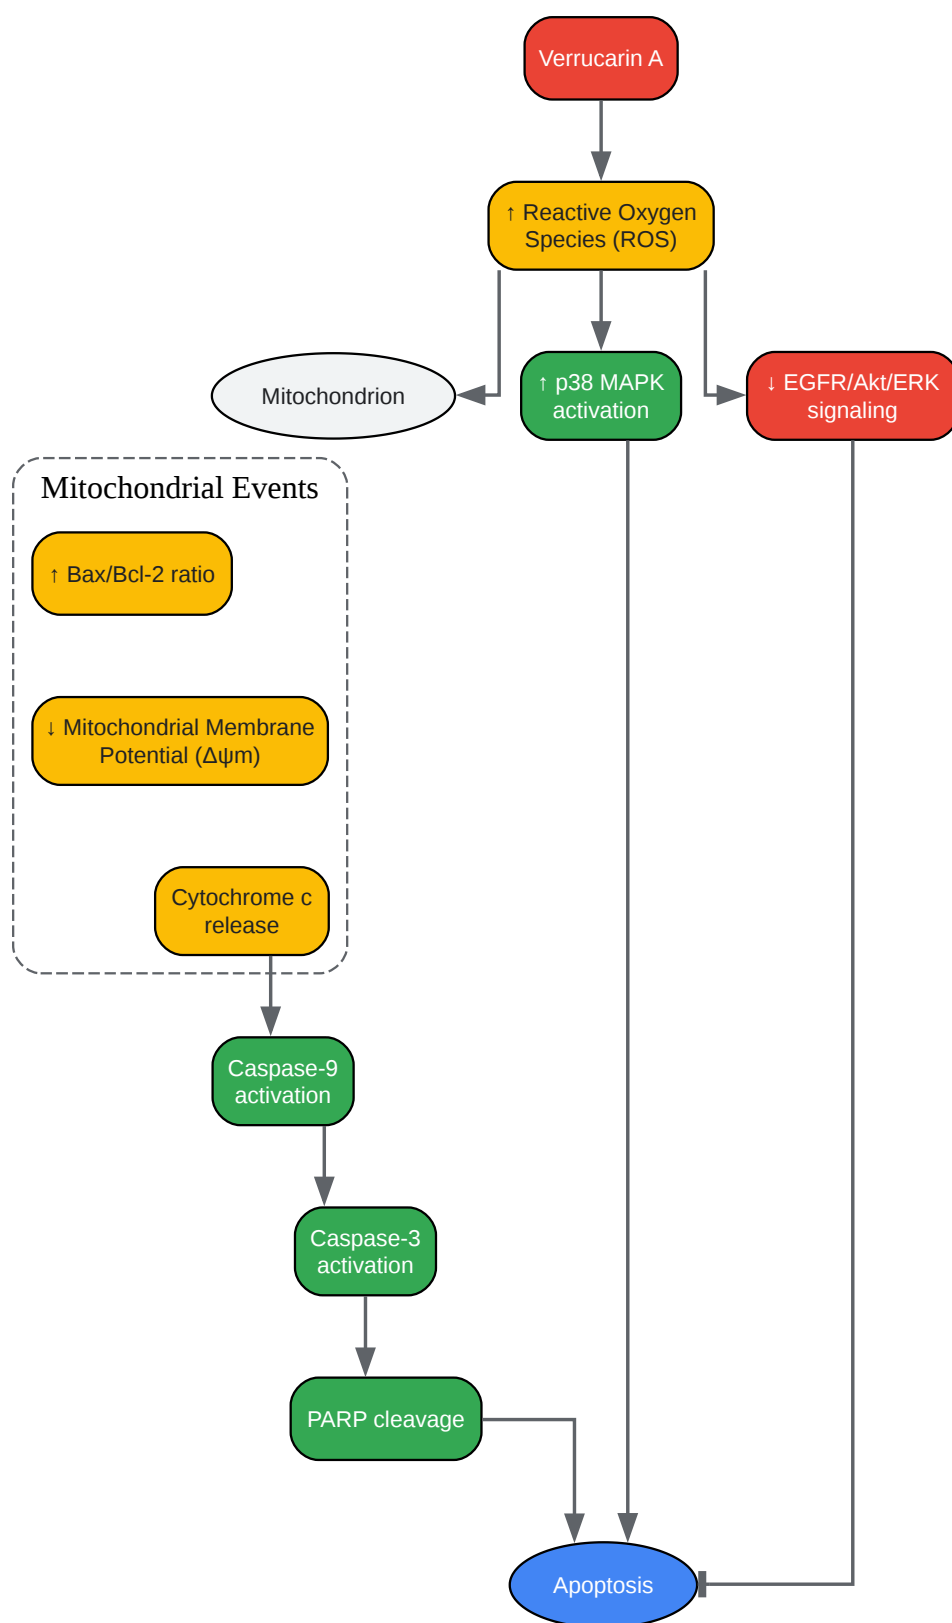 Verrucarin A
↑ Reactive Oxygen
Species (ROS)
Mitochondrion
↑ p38 MAPK
activation
↓ EGFR/Akt/ERK
signaling
Mitochondrial Events
↑ Bax/Bcl-2 ratio
↓ Mitochondrial Membrane
Potential (Δψm)
Cytochrome c
release
Caspase-9
activation
Caspase-3
activation
PARP cleavage
Apoptosis